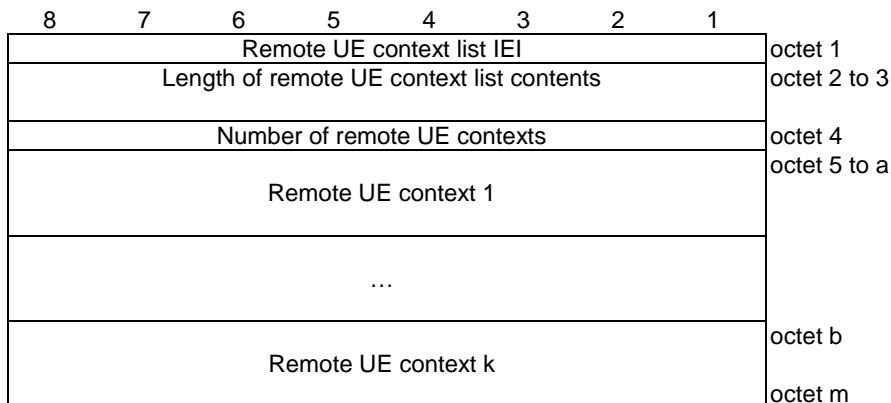 8 7 6 5 4 3 2 1
Remote UE context list IEI octet 1
Length of remote UE context list contents octet 2 to 3
Number of remote UE contexts octet 4
octet 5 to a
Remote UE context 1
…
octet b
Remote UE context k
octet m